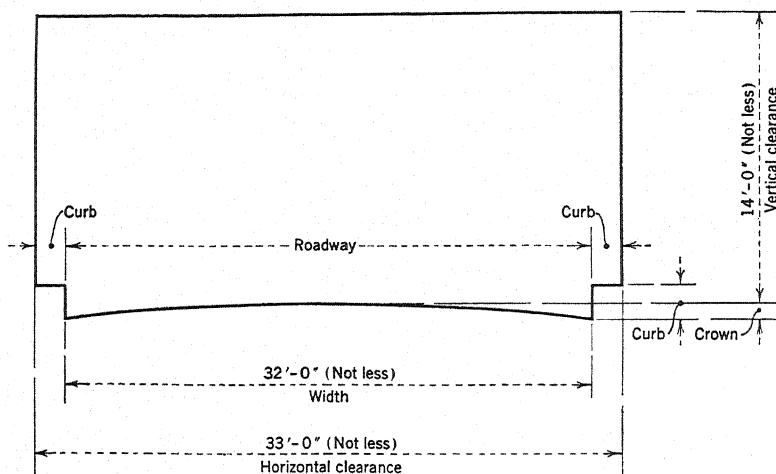 14'-0" (Not less)
Vertical clearance
Curb
Curb
Roadway
Curb
Crown
32'-0" (Not less)
Width
33'-0" (Not less)
Horizontal clearance